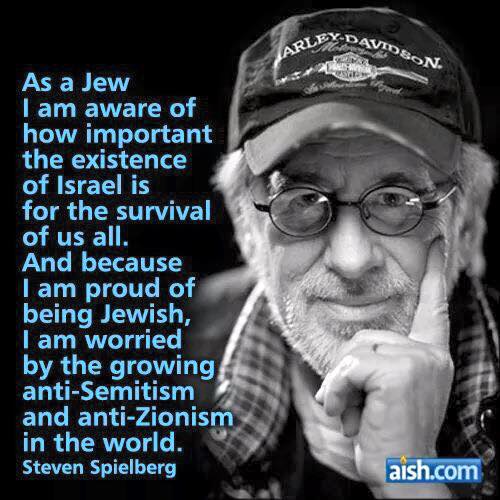 As a Jew
I am aware of
how important
the existence
of Israel is
for the survival
of us all.
And because
I am proud of
being Jewish,
I am worried
by the growing
anti-Semitism
and anti-Zionism
in the world.
Steven Spielberg
ARLEY-DAVIDSON
Motorcycles
aish.com